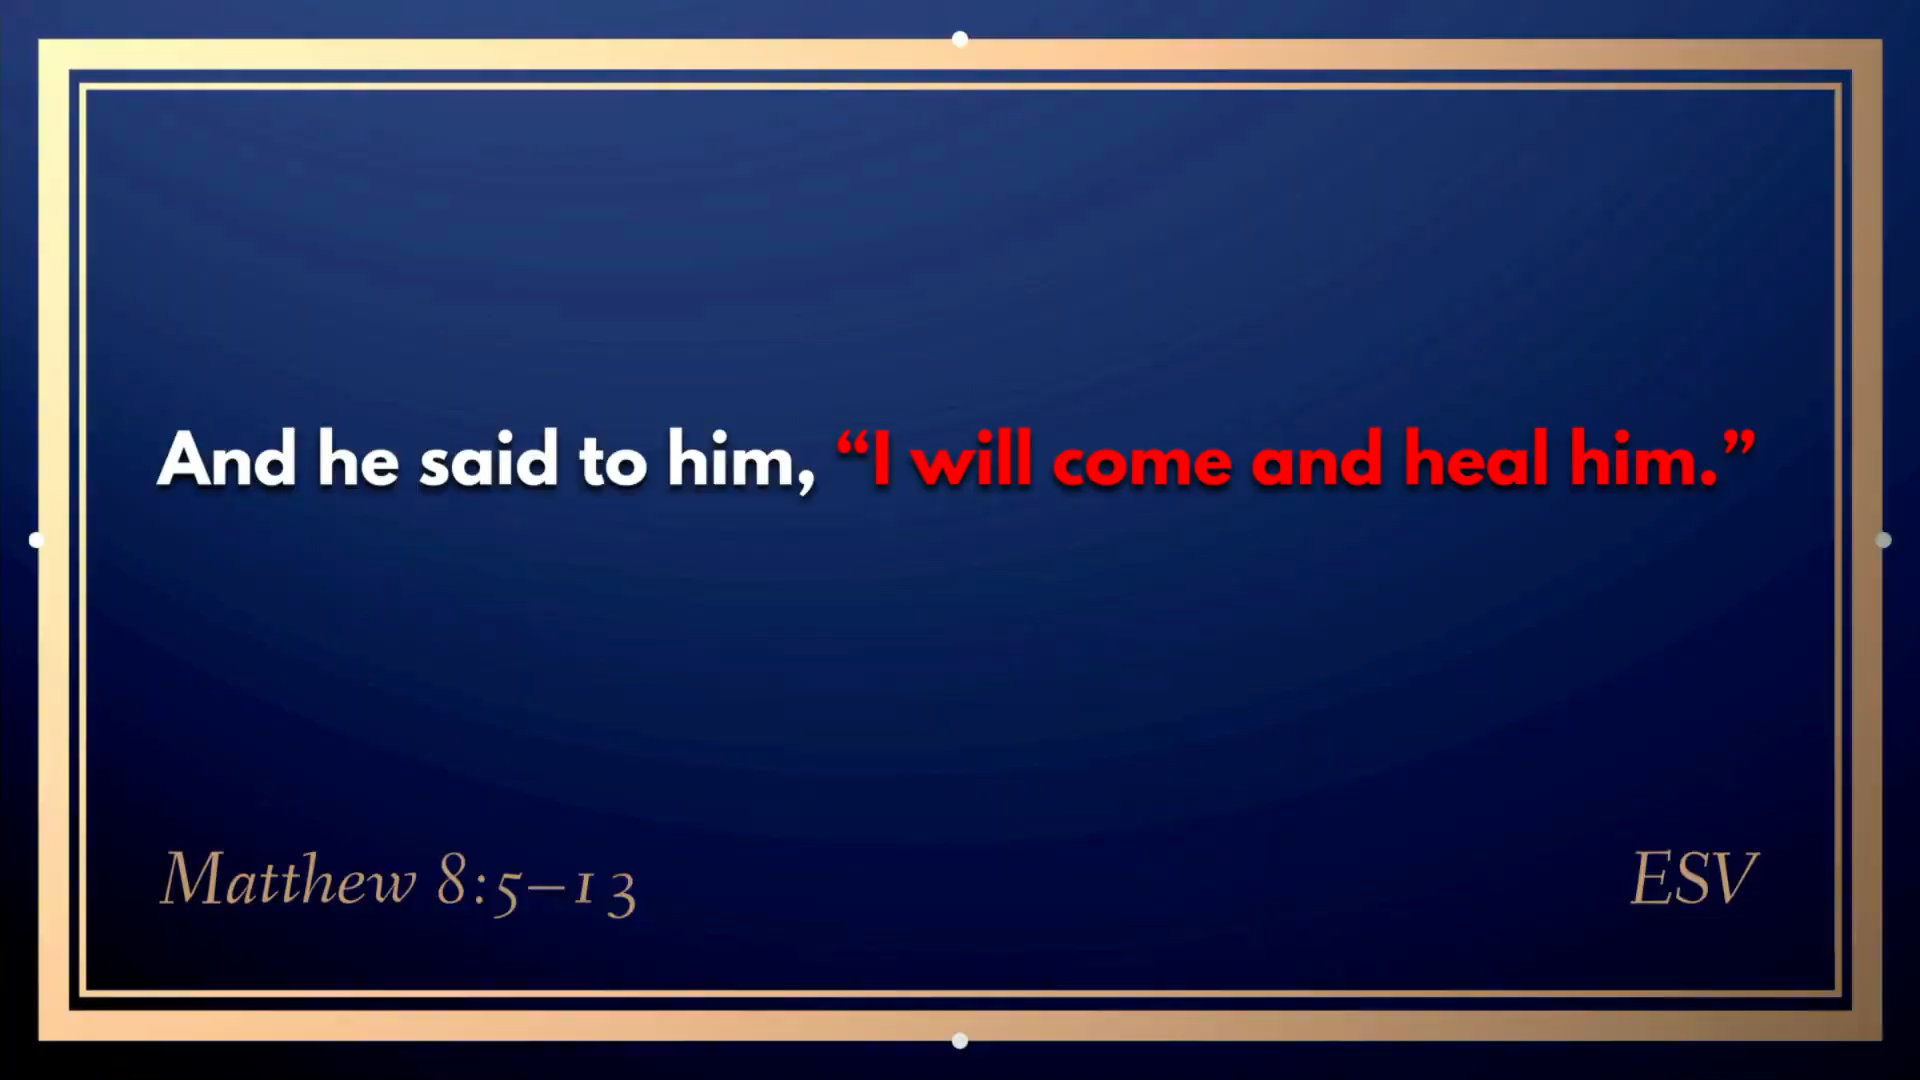 And he said to him, “I will come and heal him.”
Matthew 8:5–13
ESV